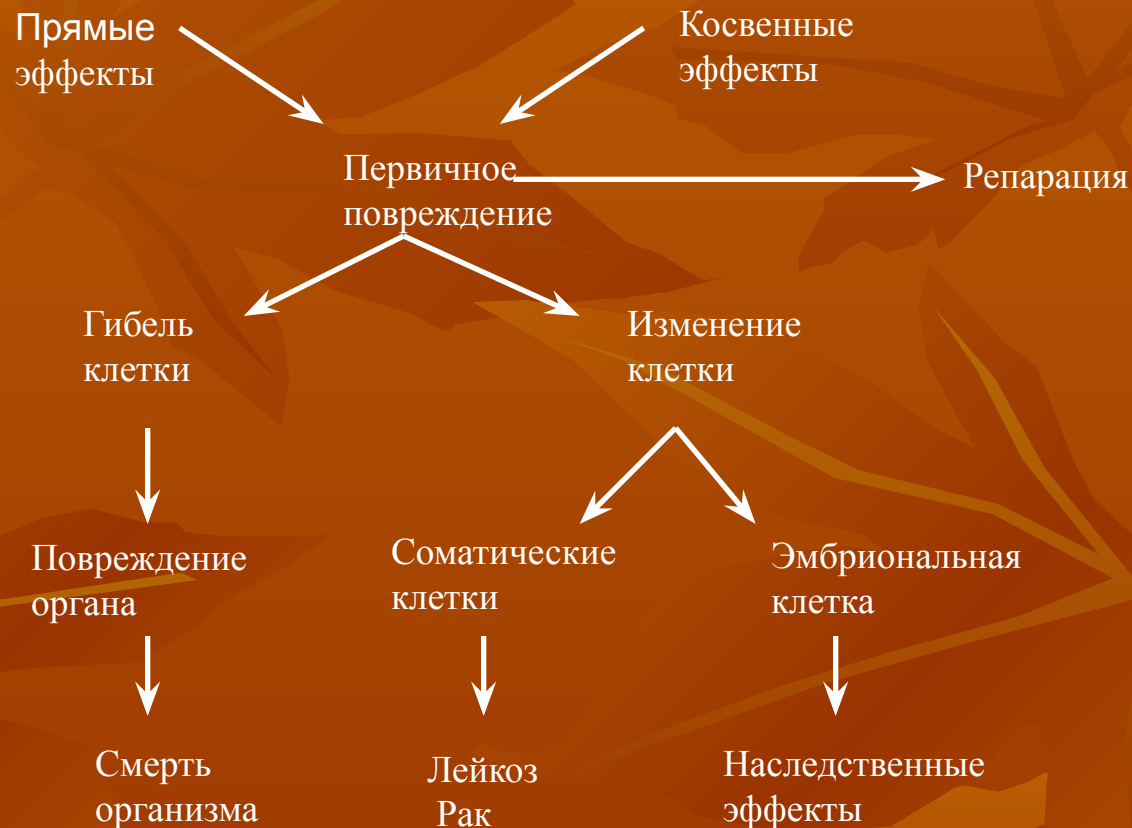 Прямые
эффекты
Косвенные
эффекты
Первичное
повреждение
Репарация
Гибель
клетки
Изменение
клетки
Повреждение
органа
Соматические
клетки
Эмбриональная
клетка
Смерть
организма
Лейкоз
Рак
Наследственные
эффекты